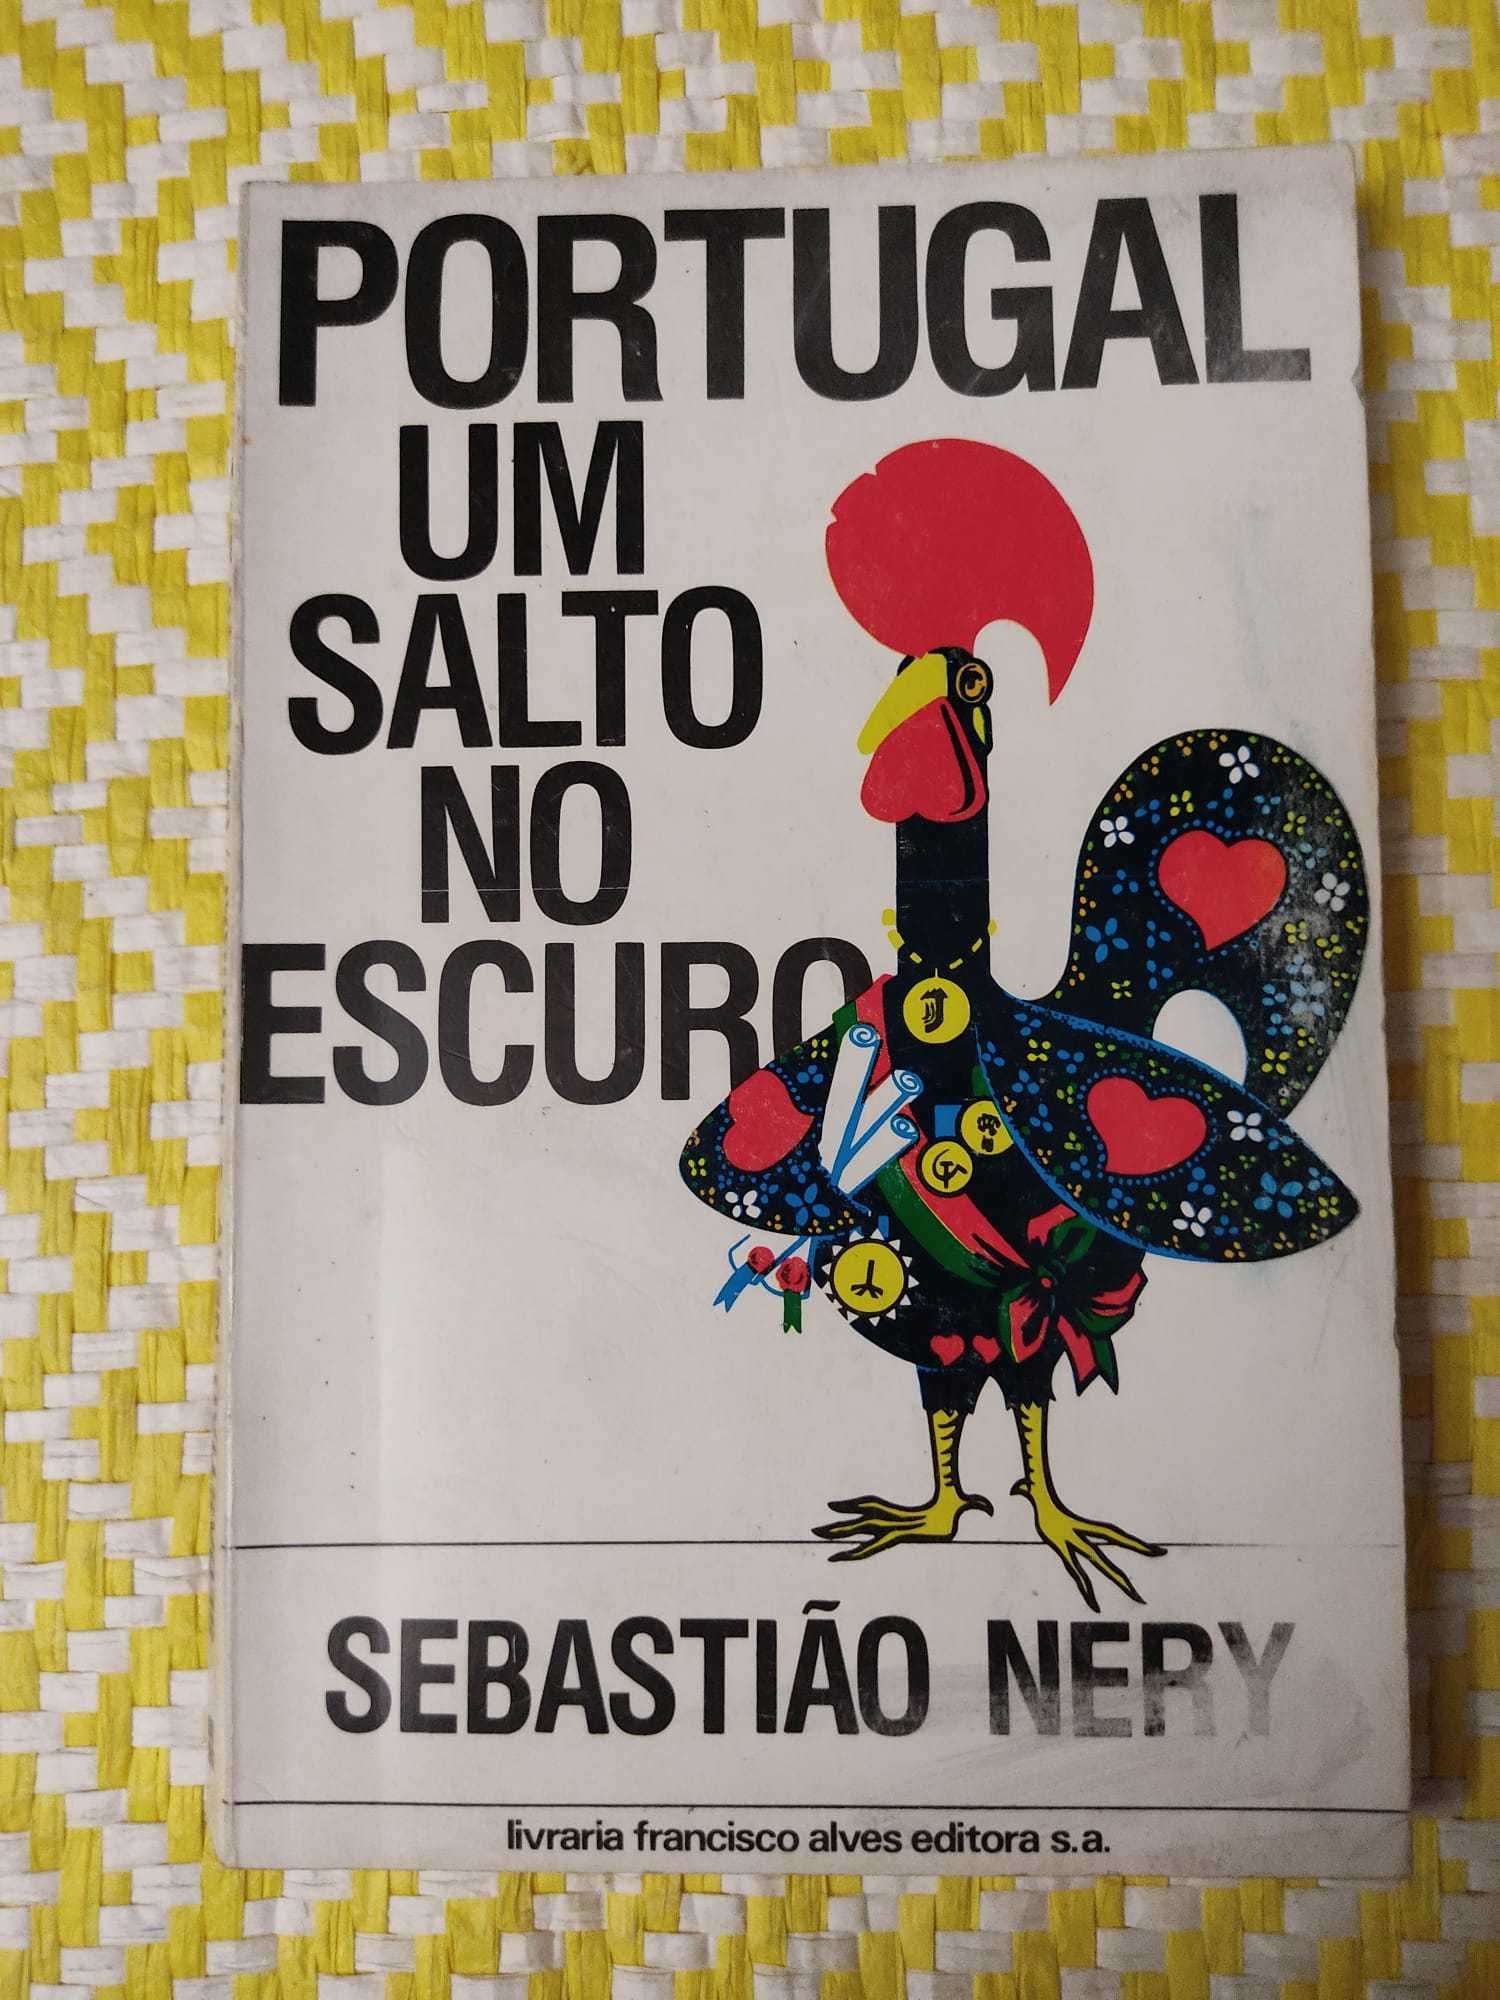 PORTUGAL
UM
SALTO
NO
ESCURO
SEBASTIÃO NERY
livraria francisco alves editora s.a.